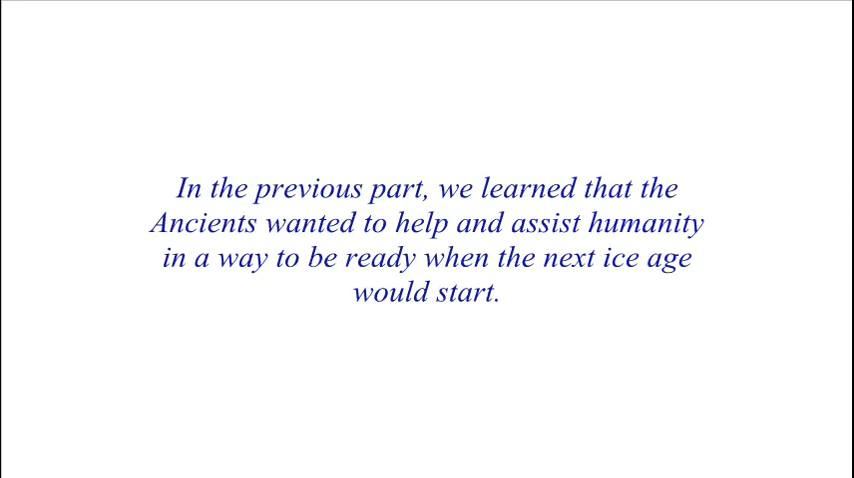 In the previous part, we learned that the
Ancients wanted to help and assist humanity
in a way to be ready when the next ice age
would start.